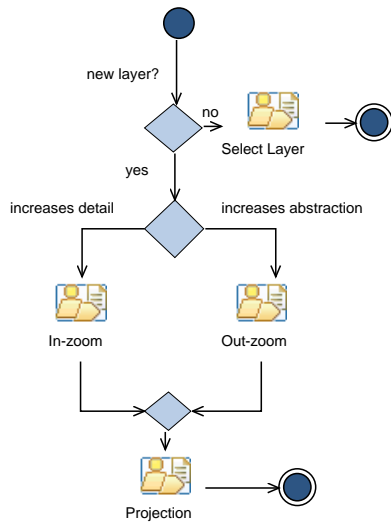 new layer?
no
Select Layer
yes
increases detail
increases abstraction
In-zoom
Out-zoom
Projection